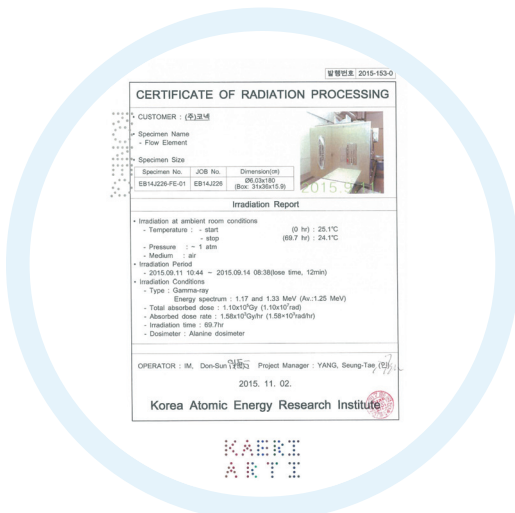 발행번호 2015-153-0
CERTIFICATE OF RADIATION PROCESSING
• CUSTOMER : (주)코넥
• Specimen Name
- Flow Element
• Specimen Size
Specimen No. JOB No. Dimension(㎝)
EB14J226-FE-01 EB14J226 Ø6.03x180
(Box: 31x36x15.9)
2015.9
Irradiation Report
• Irradiation at ambient room conditions
- Temperature : - start (0 hr) : 25.1℃
- stop (69.7 hr) : 24.1℃
- Pressure : ~ 1 atm
- Medium : air
• Irradiation Period
- 2015.09.11 10:44 ~ 2015.09.14 08:38(lose time, 12min)
• Irradiation Conditions
- Type : Gamma-ray
Energy spectrum : 1.17 and 1.33 MeV (Av.:1.25 MeV)
- Total absorbed dose : 1.10x10⁵Gy (1.10x10⁷rad)
- Absorbed dose rate : 1.58x10³Gy/hr (1.58×10⁵rad/hr)
- Irradiation time : 69.7hr
- Dosimeter : Alanine dosimeter
OPERATOR : IM, Don-Sun Project Manager : YANG, Seung-Tae (인)
2015. 11. 02.
Korea Atomic Energy Research Institute
KAERI
ARTI